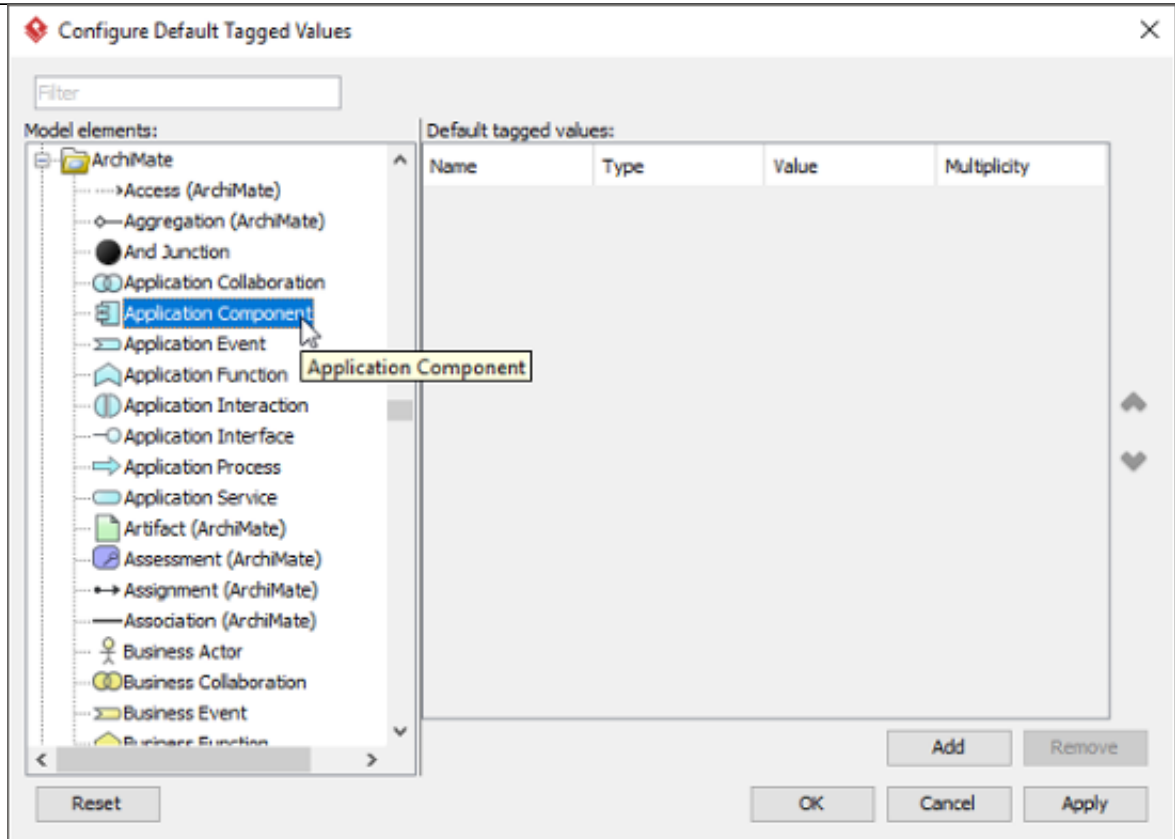 Configure Default Tagged Values
Filter
Model elements:
ArchiMate
Access (ArchiMate)
Aggregation (ArchiMate)
And Junction
Application Collaboration
Application Component
Application Event
Application Component
Application Function
Application Interaction
Application Interface
Application Process
Application Service
Artifact (ArchiMate)
Assessment (ArchiMate)
Assignment (ArchiMate)
Association (ArchiMate)
Business Actor
Business Collaboration
Business Event
Business Function
Default tagged values:
Name Type Value Multiplicity
Add Remove
Reset OK Cancel Apply